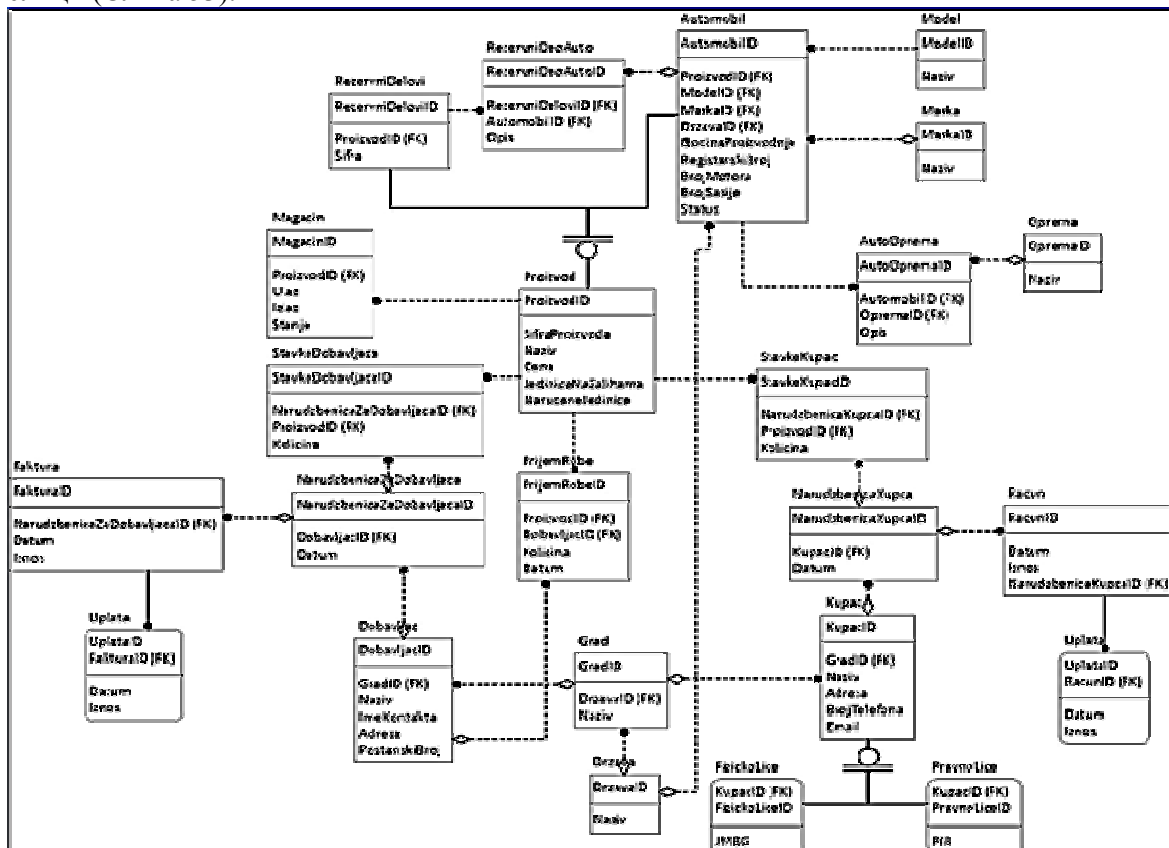 Automobil
AutomobilID
ProizvodID (FK)
ModelID (FK)
MarkaID (FK)
DrzavaID (FK)
GodinaProizvodnje
RegistarskiBroj
BrojMotora
BrojSasije
Status
Model
ModelID
Naziv
RezervniDeoAuto
RezervniDeoAutoID
RezervniDeloviID (FK)
AutomobilID (FK)
Opis
RezervniDelovi
RezervniDeloviID
ProizvodID (FK)
Sifra
Marka
MarkaID
Naziv
Magacin
MagacinID
ProizvodID (FK)
Ulaz
Izlaz
Stanje
AutoOprema
AutoOpremaID
AutomobilID (FK)
OpremaID (FK)
Opis
Oprema
OpremaID
Naziv
Proizvod
ProizvodID
SifraProizvoda
Naziv
Cena
JedinicaNaZalihama
NaruceneJedinice
StavkeDobavljaca
StavkeDobavljacaID
NarudzbenicaZaDobavljacaID (FK)
ProizvodID (FK)
Kolicina
StavkeKupac
StavkeKupacID
NarudzbenicaKupcaID (FK)
ProizvodID (FK)
Kolicina
Faktura
FakturaID
NarudzbenicaZaDobavljacaID (FK)
Datum
Iznos
NarudzbenicaZaDobavljaca
NarudzbenicaZaDobavljacaID
DobavljacID (FK)
Datum
PrijemRobe
PrijemRobeID
ProizvodID (FK)
DobavljacID (FK)
Kolicina
Datum
NarudzbenicaKupca
NarudzbenicaKupcaID
KupacID (FK)
Datum
Racun
RacunID
Datum
Iznos
NarudzbenicaKupcaID (FK)
Uplata
UplataID
FakturaID (FK)
Datum
Iznos
Dobavljac
DobavljacID
GradID (FK)
Naziv
ImeKontakta
Adresa
PostanskiBroj
Grad
GradID
DrzavaID (FK)
Naziv
Kupac
KupacID
GradID (FK)
Naziv
Adresa
BrojTelefona
Email
Uplata
UplataID
RacunID (FK)
Datum
Iznos
Drzava
DrzavaID
Naziv
FizickoLice
KupacID (FK)
FizickoLiceID
JMBG
PravnoLice
KupacID (FK)
PravnoLiceID
PIB